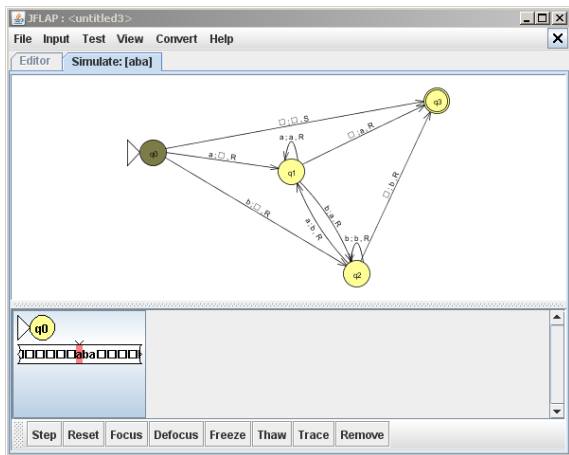 JFLAP : <untitled3>
File Input Test View Convert Help
Editor Simulate: [aba]
q3
□;□,S
□;a,R
a;a,R
q0
a;□,R
q1
b;□,R
b;a,R
a;b,R
□;b,R
b;b,R
q2
q0
□□□□□aba□□□□
Step Reset Focus Defocus Freeze Thaw Trace Remove